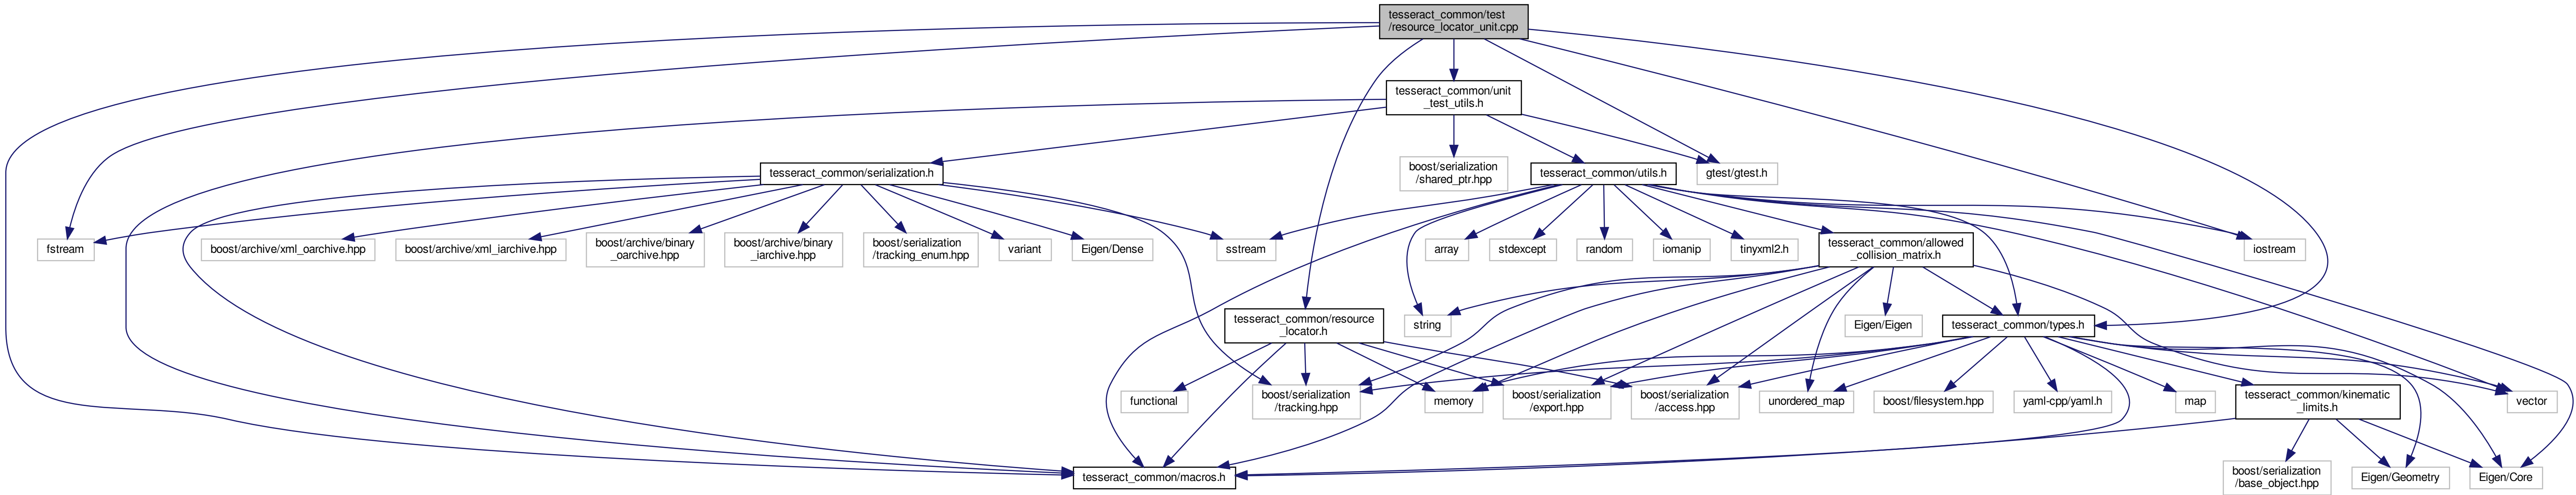 tesseract_common/test
/resource_locator_unit.cpp
tesseract_common/unit
_test_utils.h
boost/serialization
/shared_ptr.hpp
gtest/gtest.h
tesseract_common/serialization.h
tesseract_common/utils.h
fstream
boost/archive/xml_oarchive.hpp
boost/archive/xml_iarchive.hpp
boost/archive/binary
_oarchive.hpp
boost/archive/binary
_iarchive.hpp
boost/serialization
/tracking_enum.hpp
variant
Eigen/Dense
sstream
array
stdexcept
random
iomanip
tinyxml2.h
tesseract_common/allowed
_collision_matrix.h
iostream
tesseract_common/resource
_locator.h
string
Eigen/Eigen
tesseract_common/types.h
functional
boost/serialization
/tracking.hpp
memory
boost/serialization
/export.hpp
boost/serialization
/access.hpp
unordered_map
boost/filesystem.hpp
yaml-cpp/yaml.h
map
tesseract_common/kinematic
_limits.h
vector
tesseract_common/macros.h
boost/serialization
/base_object.hpp
Eigen/Geometry
Eigen/Core